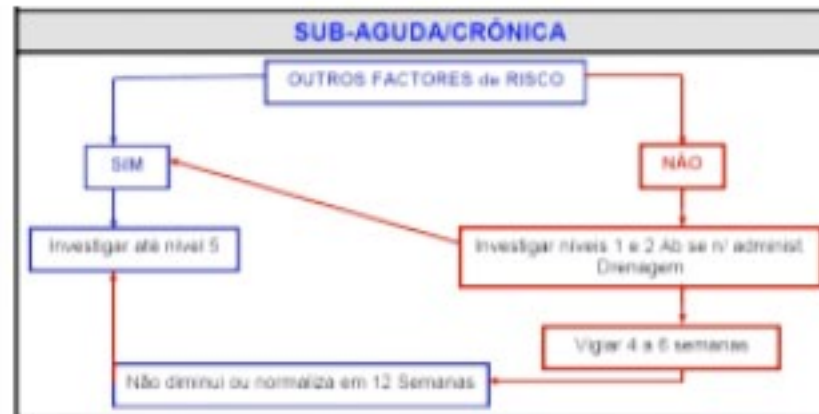 SUB-AGUDA/CRÓNICA
OUTROS FACTORES de RISCO
SIM
NÃO
Investigar até nível 5
Investigar níveis 1 e 2 Ab se n/ administ.
Drenagem
Vigiar 4 a 6 semanas
Não diminui ou normaliza em 12 Semanas